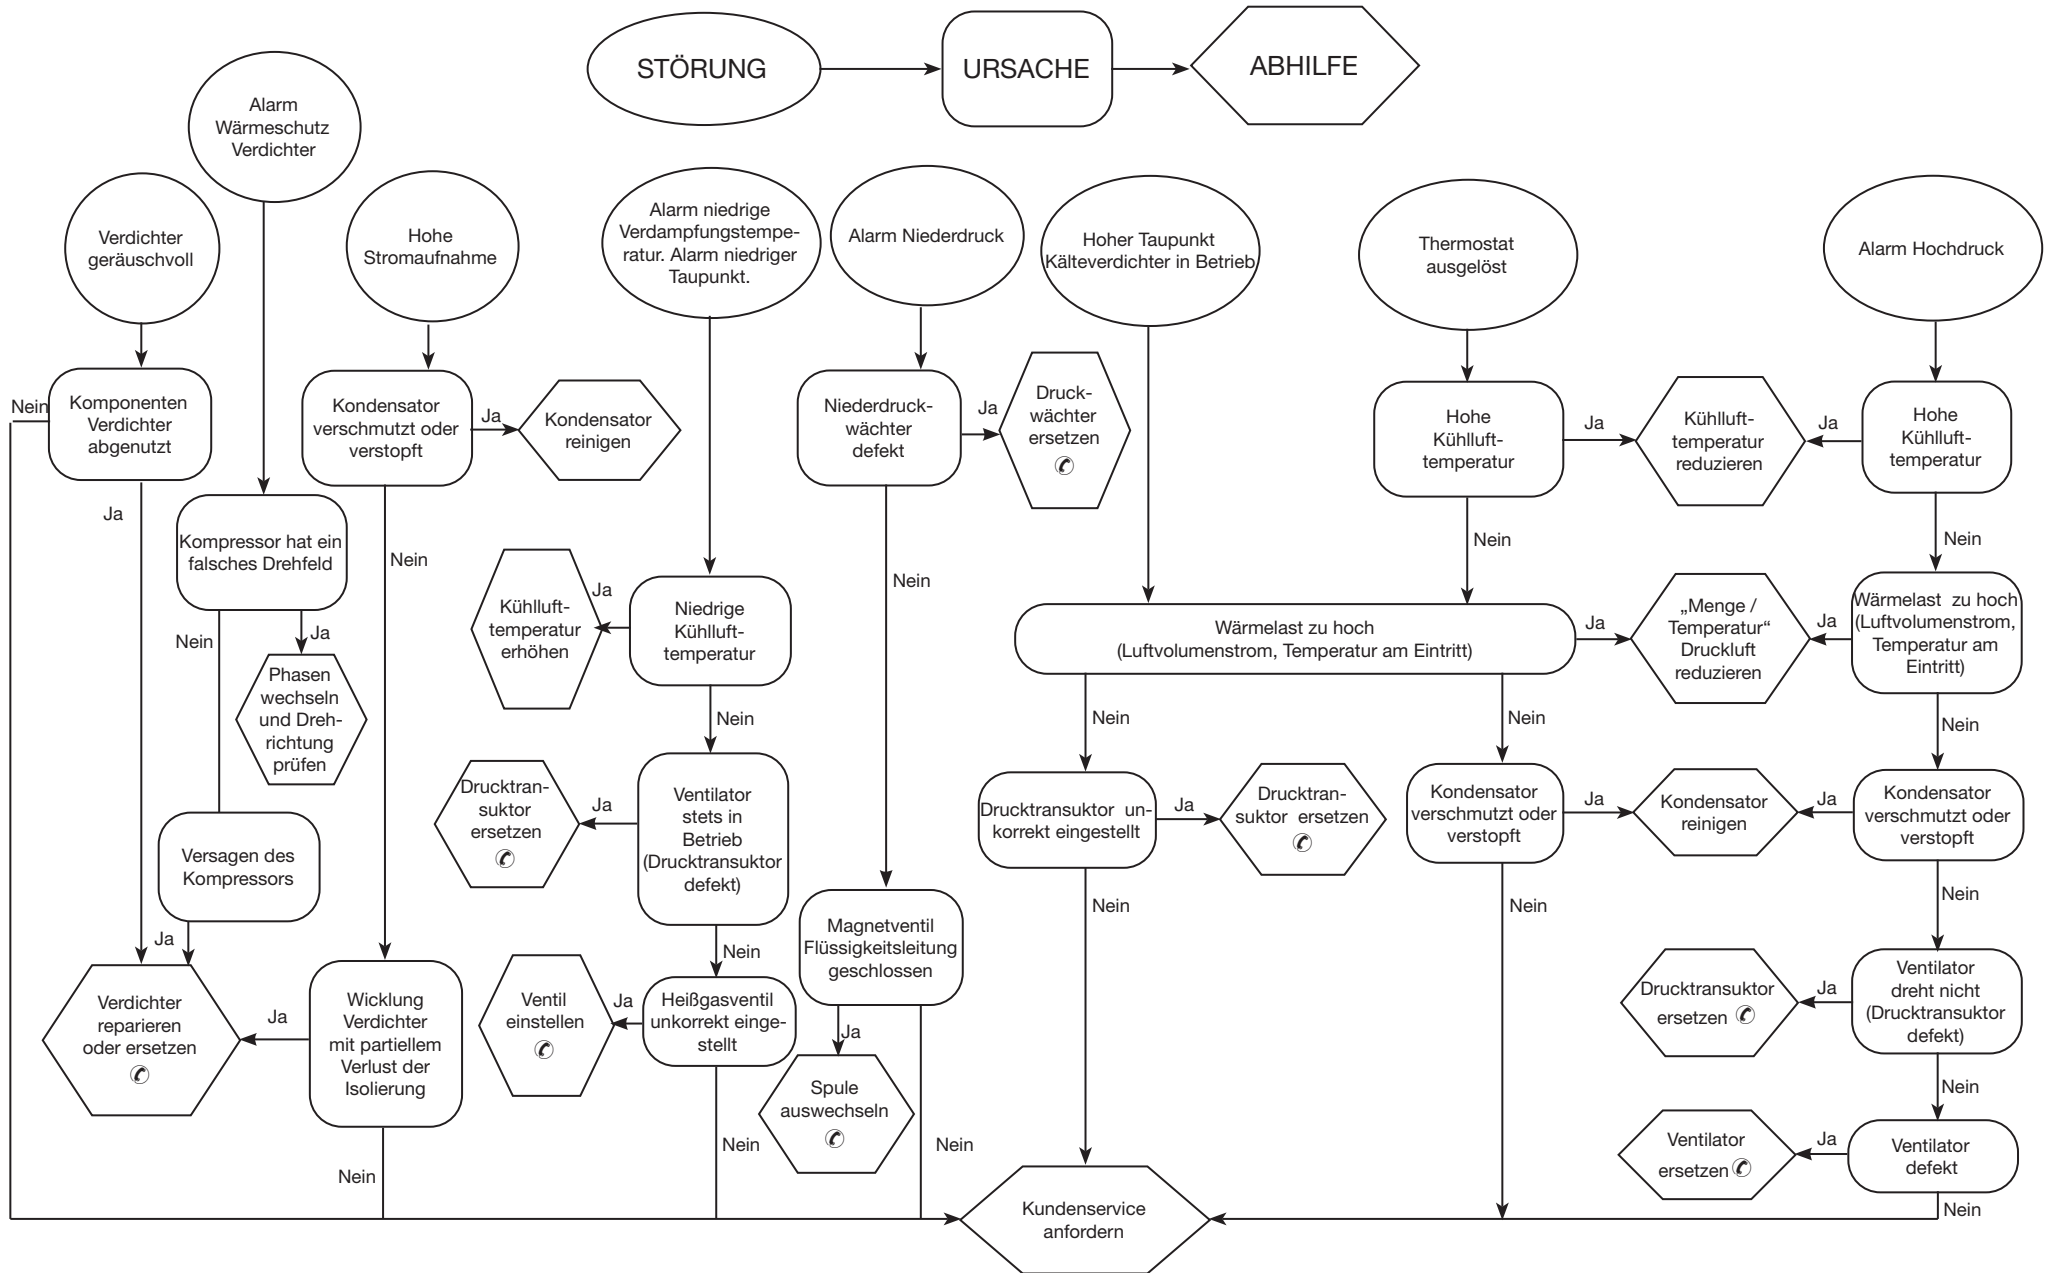 STÖRUNG
URSACHE
ABHILFE
Alarm
Wärmeschutz
Verdichter
Verdichter
geräuschvoll
Hohe
Stromaufnahme
Alarm niedrige
Verdampfungstempe-
ratur. Alarm niedriger
Taupunkt.
Alarm Niederdruck
Hoher Taupunkt
Kälteverdichter in Betrieb
Thermostat
ausgelöst
Alarm Hochdruck
Nein
Komponenten
Verdichter
abgenutzt
Ja
Kompressor hat ein
falsches Drehfeld
Nein
Ja
Phasen
wechseln
und Dreh-
richtung
prüfen
Versagen des
Kompressors
Ja
Verdichter
reparieren
oder ersetzen
Kondensator
verschmutzt oder
verstopft
Ja
Kondensator
reinigen
Nein
Wicklung
Verdichter
mit partiellem
Verlust der
Isolierung
Ja
Nein
Niedrige
Kühlluft-
temperatur
Ja
Kühlluft-
temperatur
erhöhen
Nein
Ventilator
stets in
Betrieb
(Drucktransuktor
defekt)
Ja
Drucktran-
suktor
ersetzen
Nein
Heißgasventil
unkorrekt einge-
stellt
Ja
Ventil
einstellen
Nein
Niederdruck-
wächter
defekt
Ja
Druck-
wächter
ersetzen
Nein
Magnetventil
Flüssigkeitsleitung
geschlossen
Ja
Spule
auswechseln
Nein
Hohe
Kühlluft-
temperatur
Ja
Kühlluft-
temperatur
reduzieren
Ja
Hohe
Kühlluft-
temperatur
Nein
Nein
Wärmelast zu hoch
(Luftvolumenstrom, Temperatur am Eintritt)
Ja
„Menge /
Temperatur“
Druckluft
reduzieren
Ja
Wärmelast zu hoch
(Luftvolumenstrom,
Temperatur am
Eintritt)
Nein
Nein
Nein
Drucktransuktor un-
korrekt eingestellt
Ja
Drucktran-
suktor ersetzen
Kondensator
verschmutzt oder
verstopft
Ja
Kondensator
reinigen
Ja
Kondensator
verschmutzt oder
verstopft
Nein
Nein
Nein
Ventilator
dreht nicht
(Drucktransuktor
defekt)
Ja
Drucktransuktor
ersetzen
Nein
Ventilator
defekt
Ja
Ventilator
ersetzen
Nein
Kundenservice
anfordern